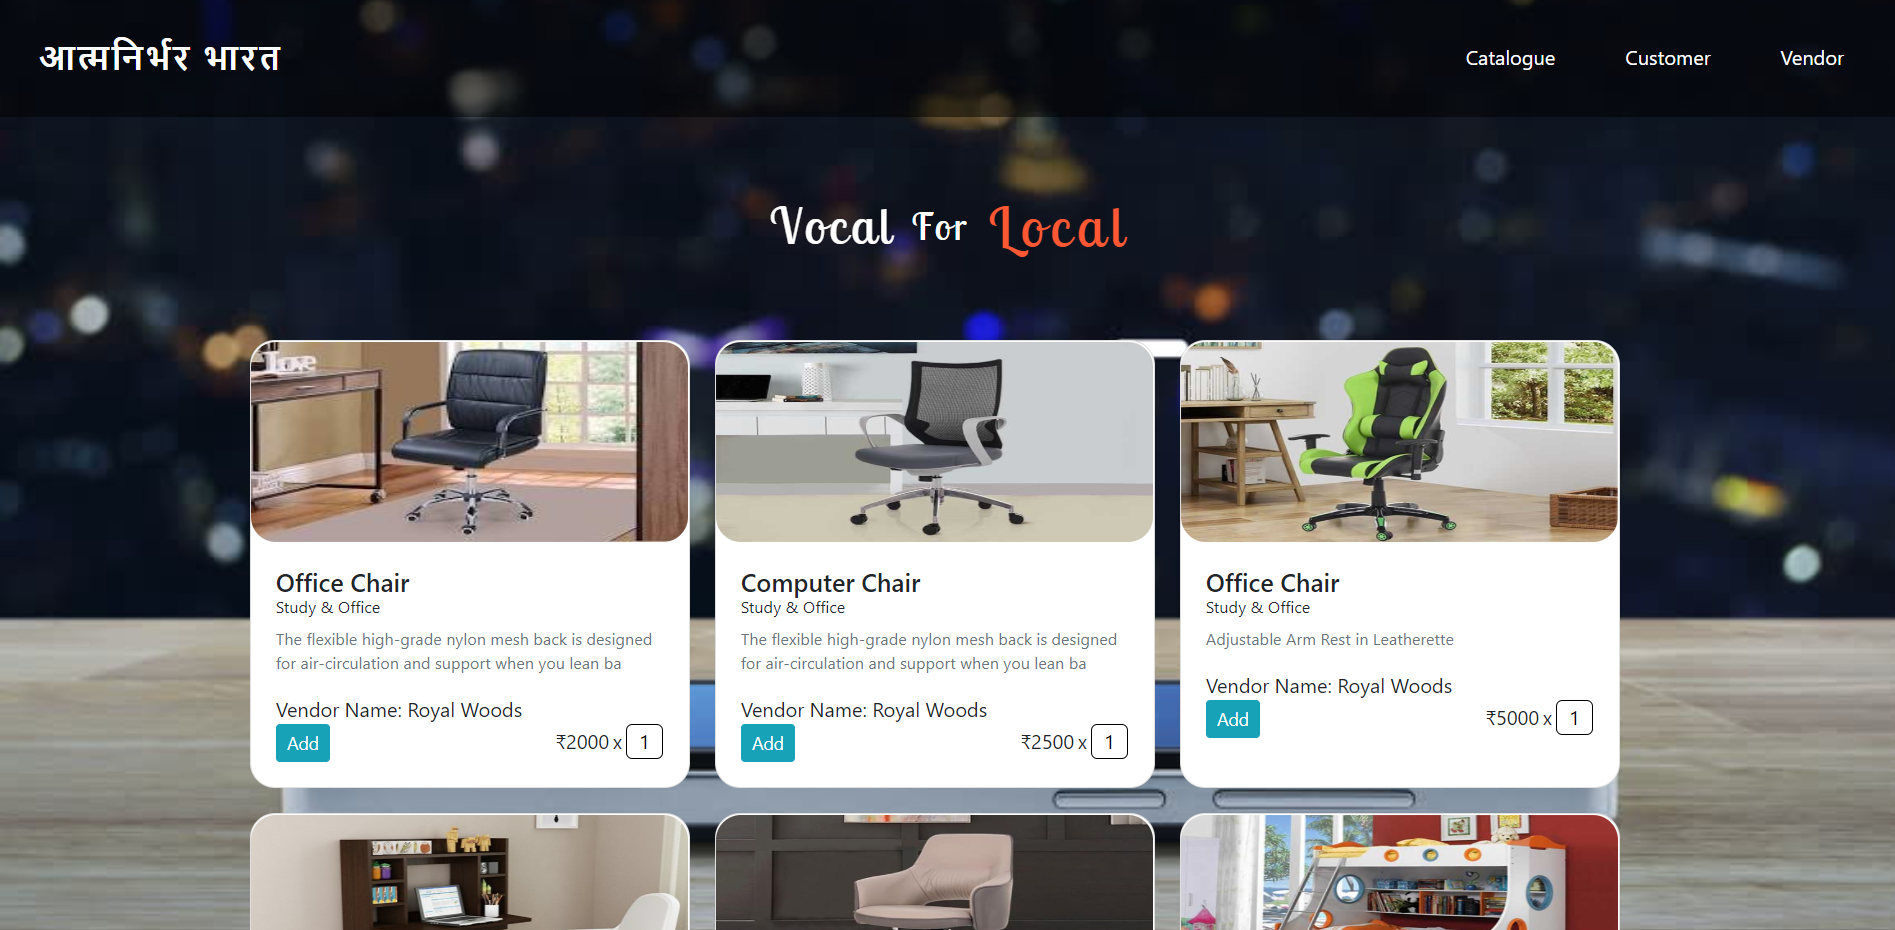 आत्मनिर्भर भारत
Catalogue Customer Vendor
Vocal For Local
Love
Office Chair
Study & Office
The flexible high-grade nylon mesh back is designed
for air-circulation and support when you lean ba
Vendor Name: Royal Woods
Add ₹2000 x 1
Computer Chair
Study & Office
The flexible high-grade nylon mesh back is designed
for air-circulation and support when you lean ba
Vendor Name: Royal Woods
Add ₹2500 x 1
Office Chair
Study & Office
Adjustable Arm Rest in Leatherette
Vendor Name: Royal Woods
Add ₹5000 x 1